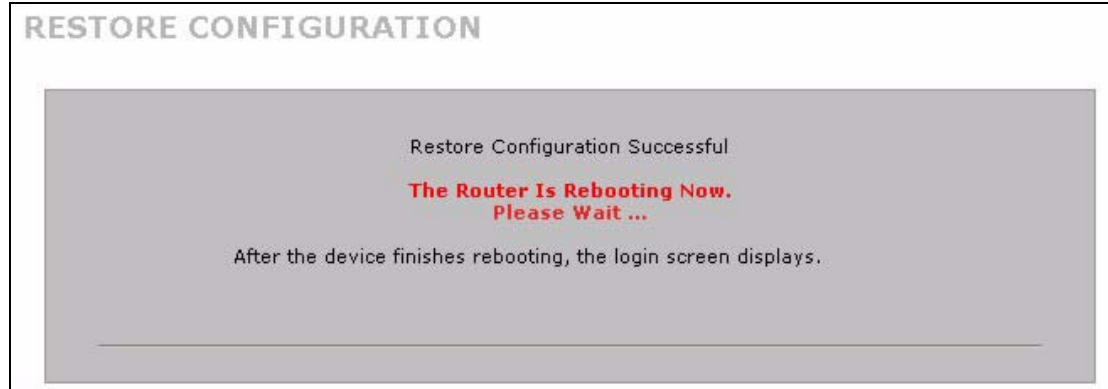 RESTORE CONFIGURATION
Restore Configuration Successful
The Router Is Rebooting Now.
Please Wait ...
After the device finishes rebooting, the login screen displays.